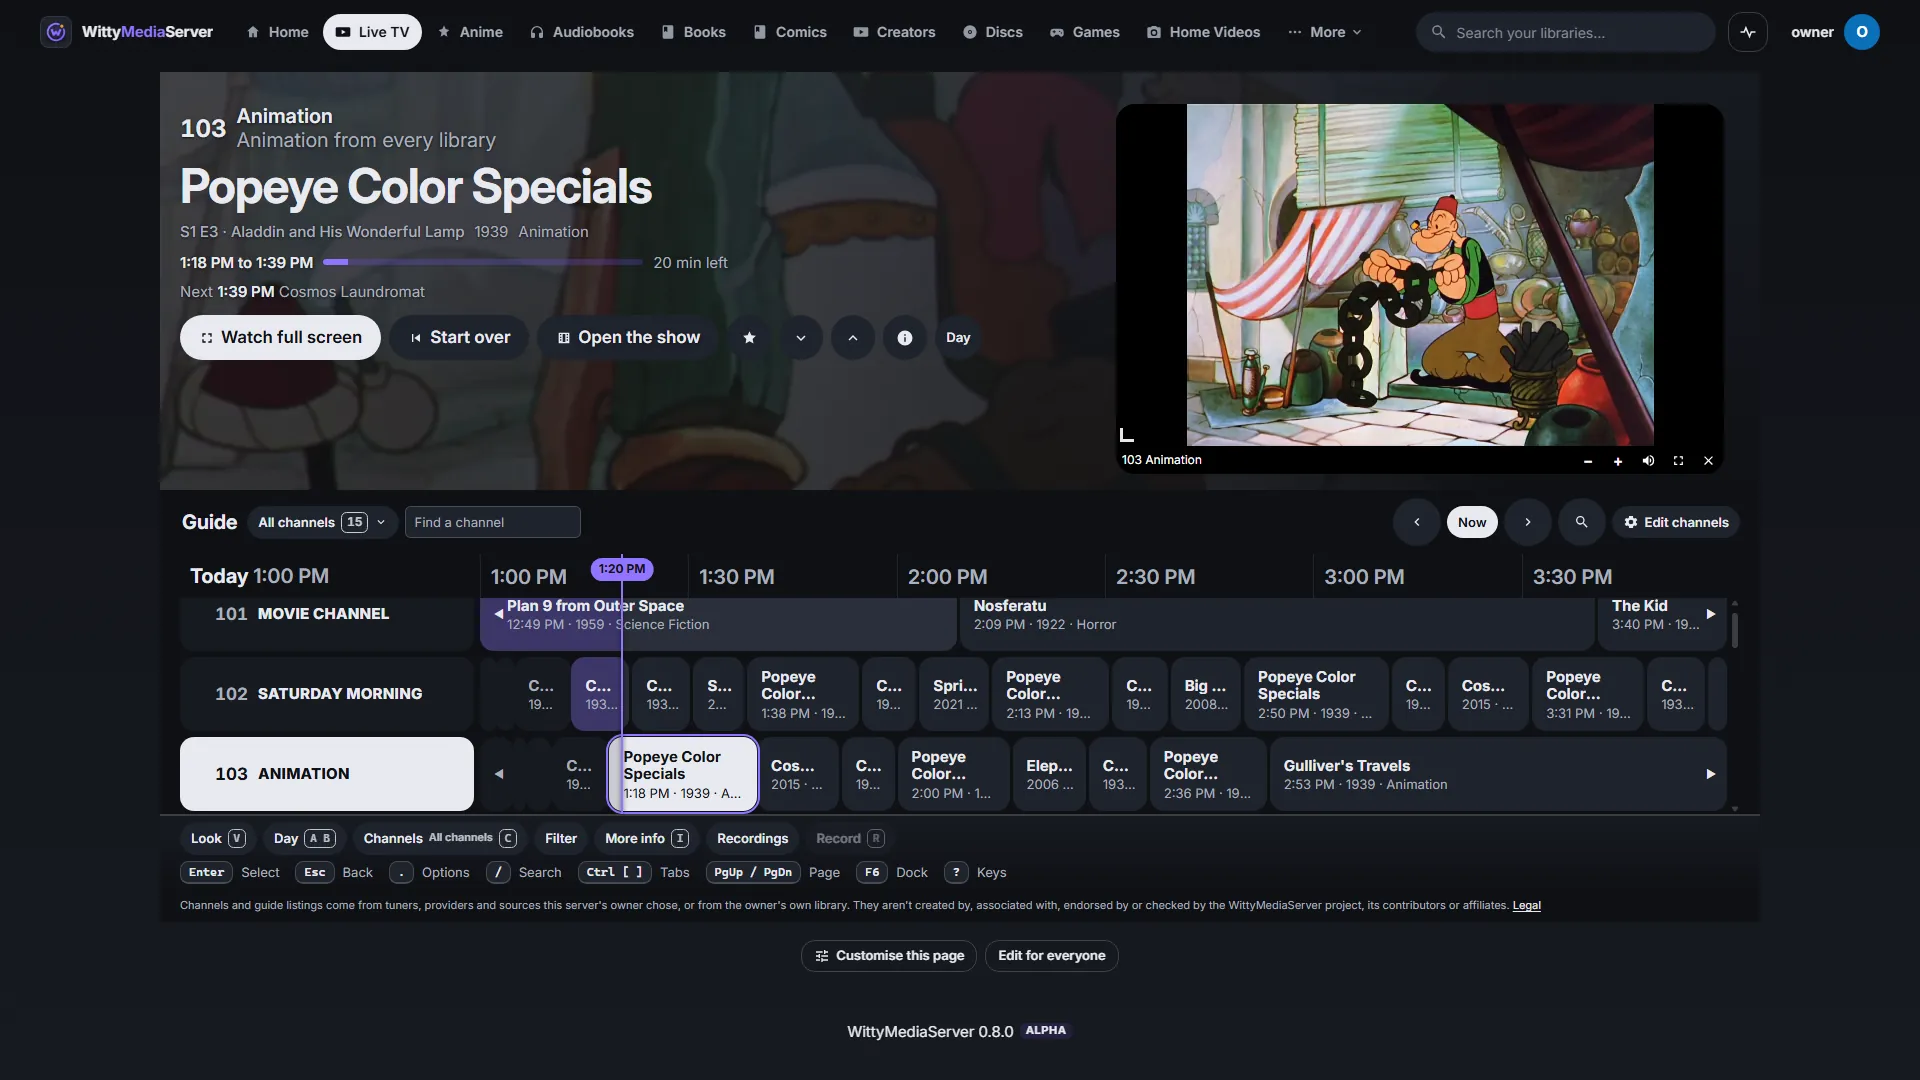 WittyMediaServer
Home
Live TV
Anime
Audiobooks
Books
Comics
Creators
Discs
Games
Home Videos
More
Search your libraries...
owner
O
103
Animation
Animation from every library
Popeye Color Specials
S1 E3 · Aladdin and His Wonderful Lamp 1939 Animation
1:18 PM to 1:39 PM
20 min left
Next 1:39 PM Cosmos Laundromat
Watch full screen
Start over
Open the show
Day
103 Animation
Guide
All channels 15
Find a channel
Now
Edit channels
Today 1:00 PM
1:00 PM
1:20 PM
1:30 PM
2:00 PM
2:30 PM
3:00 PM
3:30 PM
101 MOVIE CHANNEL
Plan 9 from Outer Space
12:49 PM · 1959 · Science Fiction
Nosferatu
2:09 PM · 1922 · Horror
The Kid
3:40 PM · 19...
102 SATURDAY MORNING
C...
19...
C...
193...
C...
193...
S...
2...
Popeye
Color...
1:38 PM · 19...
C...
19...
Spri...
2021 ...
Popeye
Color...
2:13 PM · 19...
C...
19...
Big ...
2008...
Popeye Color
Specials
2:50 PM · 1939 · ...
C...
19...
Cos...
2015 · ...
Popeye
Color...
3:31 PM · 19...
C...
193...
103 ANIMATION
C...
19...
Popeye Color
Specials
1:18 PM · 1939 · A...
Cos...
2015 · ...
C...
19...
Popeye
Color...
2:00 PM · 1...
Elep...
2006 ...
C...
193...
Popeye
Color...
2:36 PM · 19...
Gulliver's Travels
2:53 PM · 1939 · Animation
Look V
Day A B
Channels All channels C
Filter
More info I
Recordings
Record R
Enter Select
Esc Back
. Options
/ Search
Ctrl [ ] Tabs
PgUp / PgDn Page
F6 Dock
? Keys
Channels and guide listings come from tuners, providers and sources this server's owner chose, or from the owner's own library. They aren't created by, associated with, endorsed by or checked by the WittyMediaServer project, its contributors or affiliates. Legal
Customise this page
Edit for everyone
WittyMediaServer 0.8.0 ALPHA